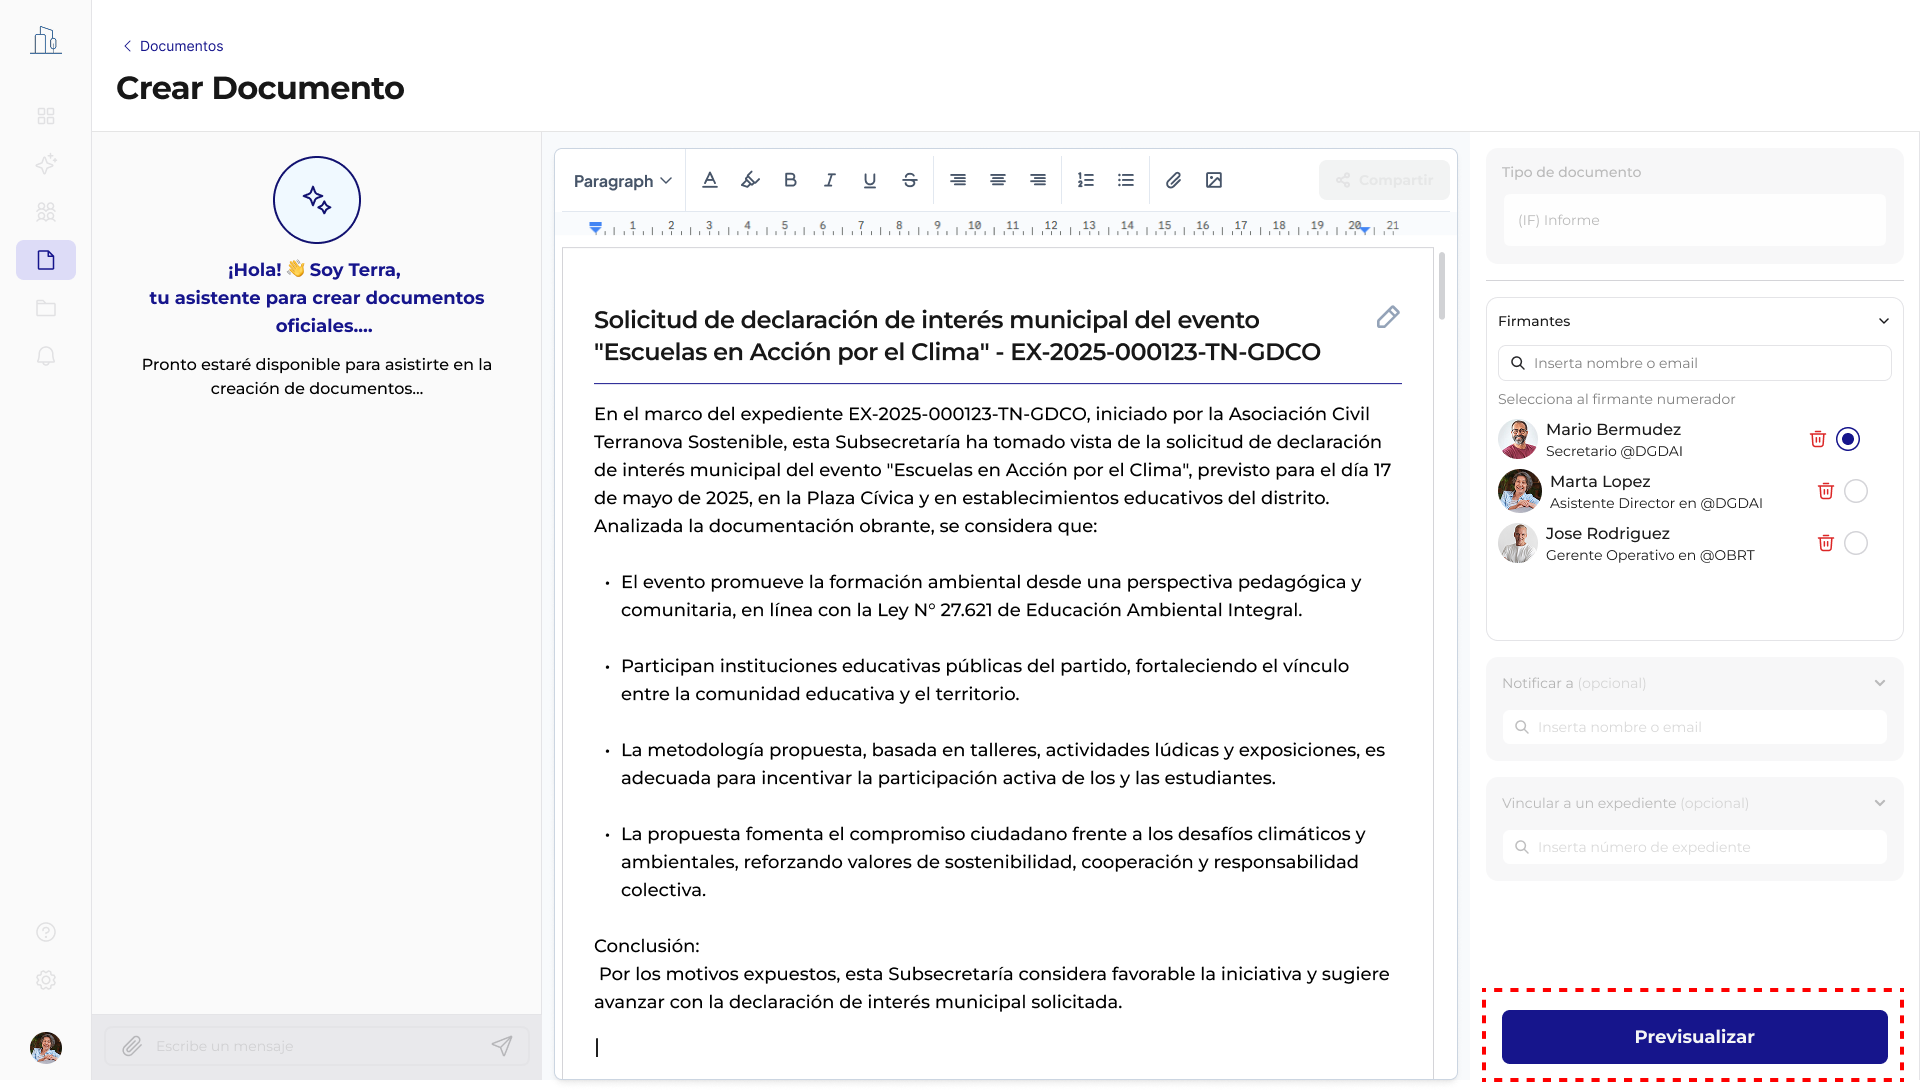 Documentos
Crear Documento
¡Hola! 👋 Soy Terra,
tu asistente para crear documentos
oficiales....
Pronto estaré disponible para asistirte en la
creación de documentos...
Escribe un mensaje
Paragraph
Compartir
1 2 3 4 5 6 7 8 9 10 11 12 13 14 15 16 17 18 19 20 21
Solicitud de declaración de interés municipal del evento
"Escuelas en Acción por el Clima" - EX-2025-000123-TN-GDCO
En el marco del expediente EX-2025-000123-TN-GDCO, iniciado por la Asociación Civil
Terranova Sostenible, esta Subsecretaría ha tomado vista de la solicitud de declaración
de interés municipal del evento "Escuelas en Acción por el Clima", previsto para el día 17
de mayo de 2025, en la Plaza Cívica y en establecimientos educativos del distrito.
Analizada la documentación obrante, se considera que:
• El evento promueve la formación ambiental desde una perspectiva pedagógica y
comunitaria, en línea con la Ley N° 27.621 de Educación Ambiental Integral.
• Participan instituciones educativas públicas del partido, fortaleciendo el vínculo
entre la comunidad educativa y el territorio.
• La metodología propuesta, basada en talleres, actividades lúdicas y exposiciones, es
adecuada para incentivar la participación activa de los y las estudiantes.
• La propuesta fomenta el compromiso ciudadano frente a los desafíos climáticos y
ambientales, reforzando valores de sostenibilidad, cooperación y responsabilidad
colectiva.
Conclusión:
Por los motivos expuestos, esta Subsecretaría considera favorable la iniciativa y sugiere
avanzar con la declaración de interés municipal solicitada.
Tipo de documento
(IF) Informe
Firmantes
Inserta nombre o email
Selecciona al firmante numerador
Mario Bermudez
Secretario @DGDAI
Marta Lopez
Asistente Director en @DGDAI
Jose Rodriguez
Gerente Operativo en @OBRT
Notificar a (opcional)
Inserta nombre o email
Vincular a un expediente (opcional)
Inserta número de expediente
Previsualizar